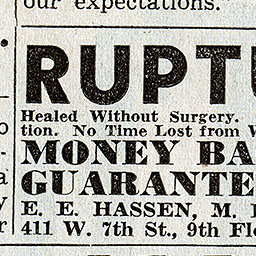 our expectations.
RUPTU
Healed Without Surgery.
tion. No Time Lost from W
MONEY BA
GUARANTE
E. E. HASSEN, M. D
411 W. 7th St., 9th Flo